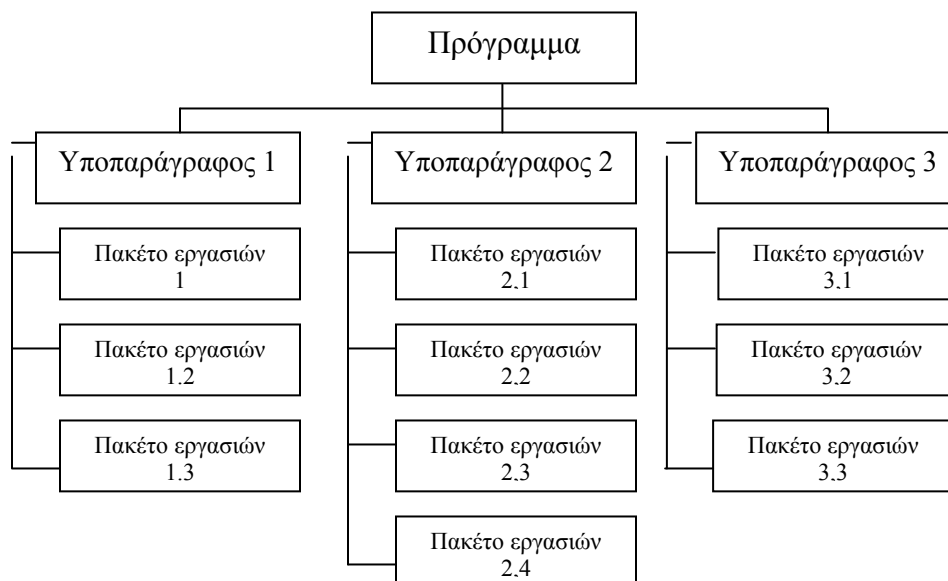 Πρόγραμμα
Υποπαράγραφος 1
Πακέτο εργασιών
1
Πακέτο εργασιών
1.2
Πακέτο εργασιών
1.3
Υποπαράγραφος 2
Πακέτο εργασιών
2.1
Πακέτο εργασιών
2.2
Πακέτο εργασιών
2.3
Πακέτο εργασιών
2.4
Υποπαράγραφος 3
Πακέτο εργασιών
3.1
Πακέτο εργασιών
3.2
Πακέτο εργασιών
3.3